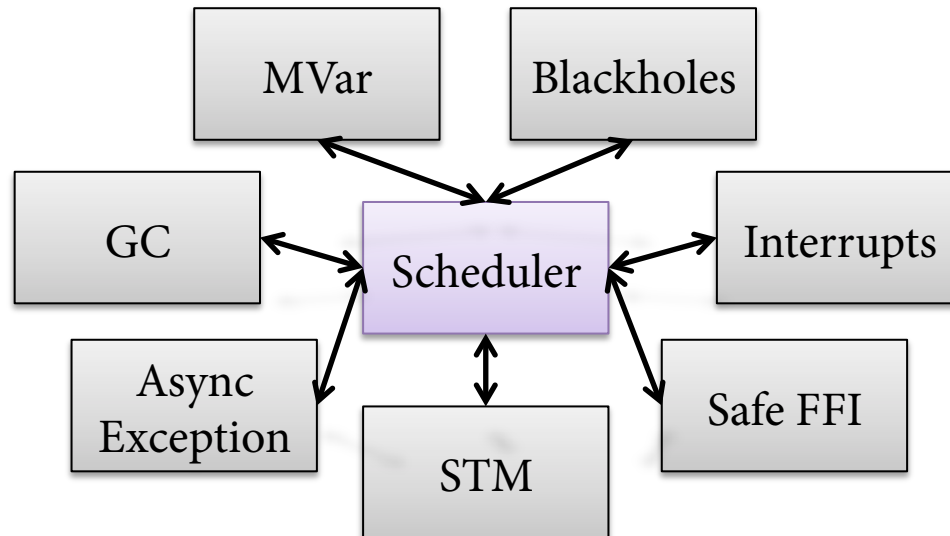 MVar
Blackholes
GC
Scheduler
Interrupts
Async
Exception
Safe FFI
STM